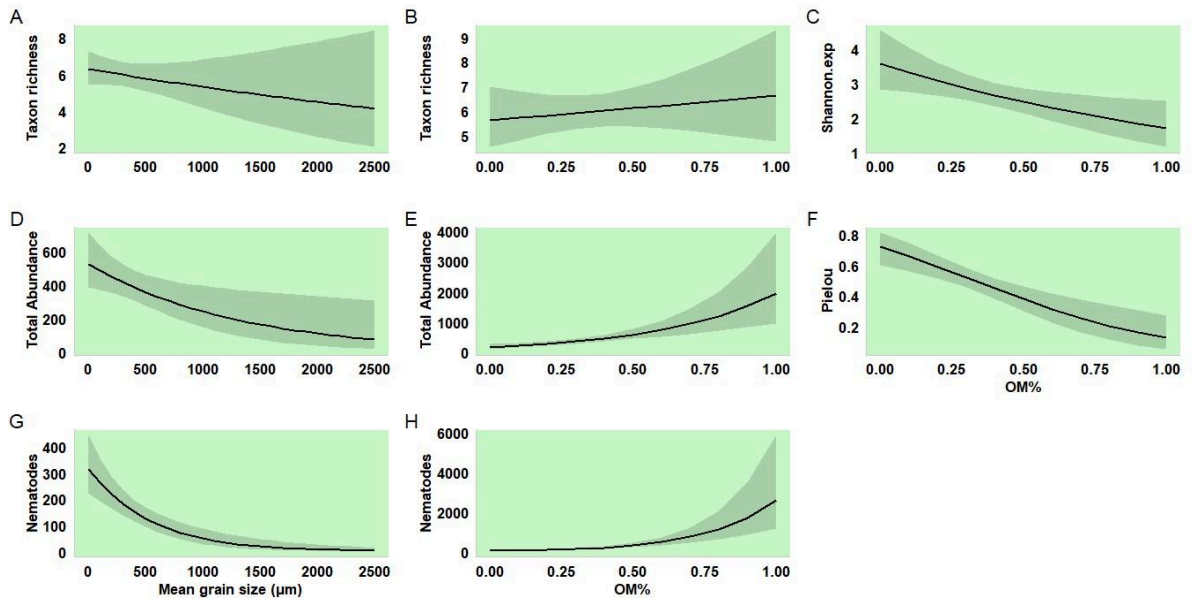 A
Taxon richness
8
6
4
2
0 500 1000 1500 2000 2500
B
Taxon richness
9
8
7
6
5
0.00 0.25 0.50 0.75 1.00
C
Shannon.exp
4
3
2
1
0.00 0.25 0.50 0.75 1.00
D
Total Abundance
600
400
200
0
0 500 1000 1500 2000 2500
E
Total Abundance
4000
3000
2000
1000
0
0.00 0.25 0.50 0.75 1.00
F
Pielou
0.8
0.6
0.4
0.2
0.00 0.25 0.50 0.75 1.00
OM%
G
Nematodes
400
300
200
100
0
0 500 1000 1500 2000 2500
Mean grain size (µm)
H
Nematodes
6000
4000
2000
0
0.00 0.25 0.50 0.75 1.00
OM%